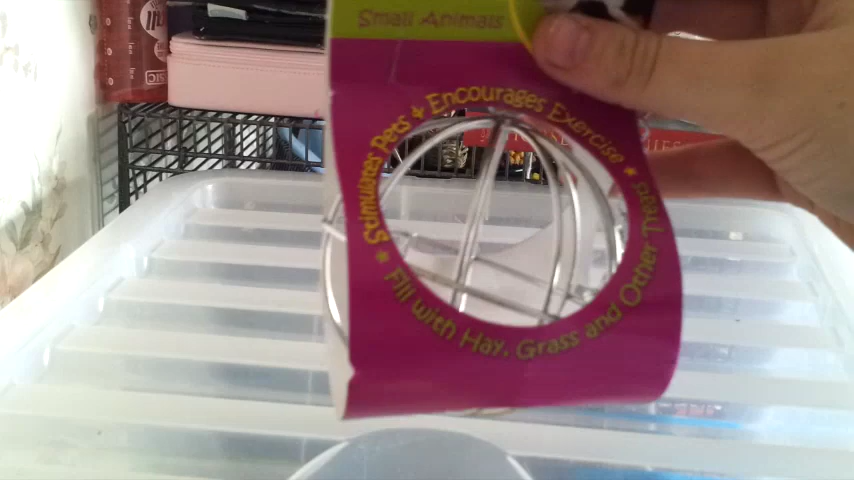 Small Animals
* Stimulates Pets & Encourages Exercise *
Fill with Hay, Grass and Other Treats